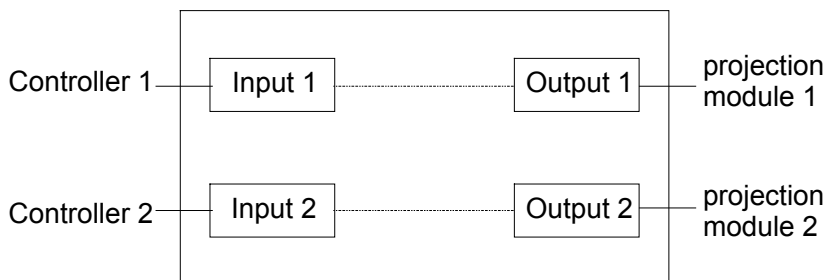 Controller 1
Input 1
Output 1
projection
module 1
Controller 2
Input 2
Output 2
projection
module 2